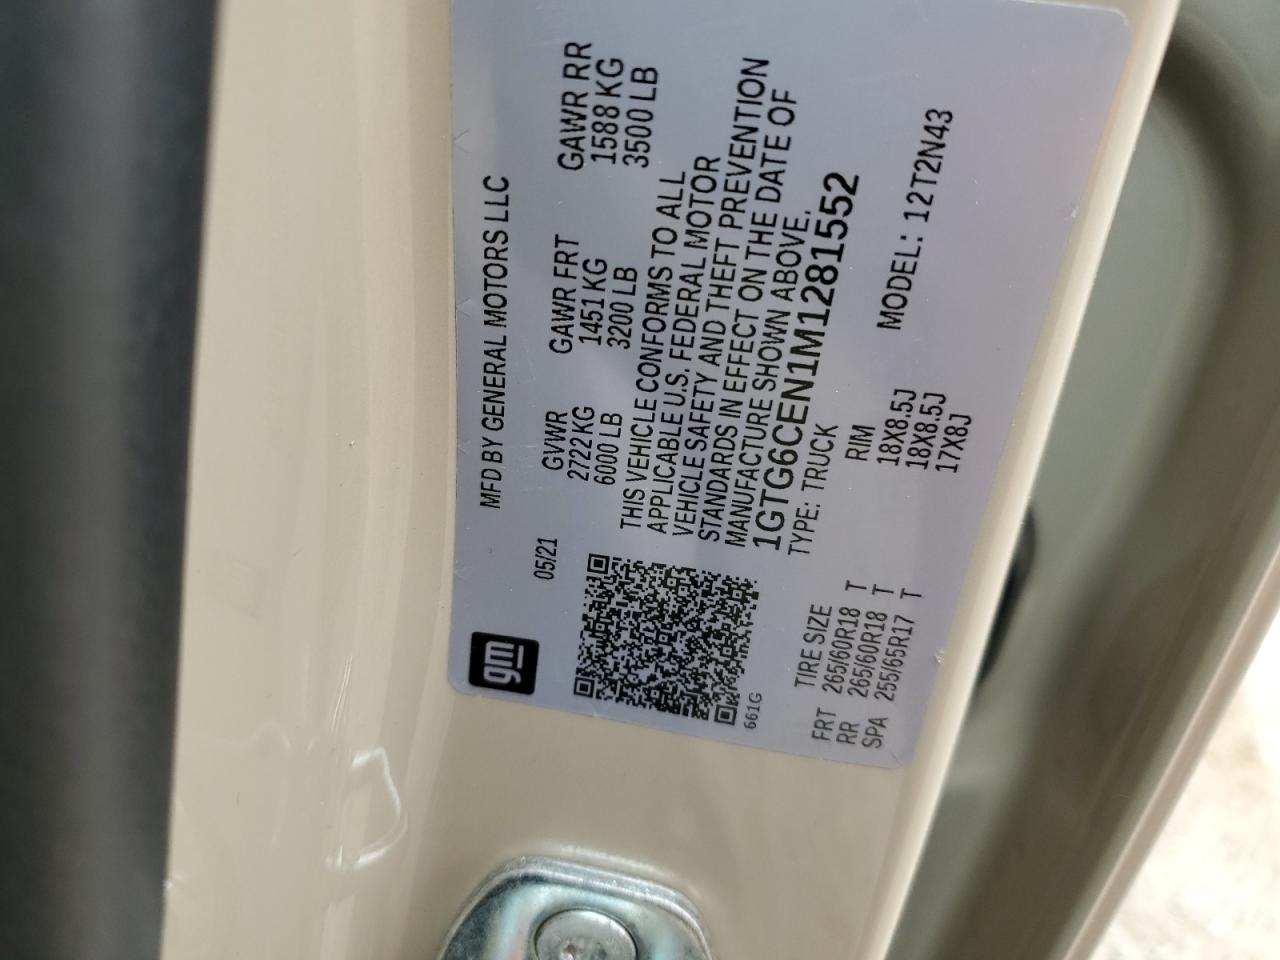 gm
MFD BY GENERAL MOTORS LLC
05/21
GVWR GAWR FRT GAWR RR
2722 KG 1451 KG 1588 KG
6000 LB 3200 LB 3500 LB
THIS VEHICLE CONFORMS TO ALL
APPLICABLE U.S. FEDERAL MOTOR
VEHICLE SAFETY AND THEFT PREVENTION
STANDARDS IN EFFECT ON THE DATE OF
MANUFACTURE SHOWN ABOVE.
1GTG6CEN1M1281552
661G
TYPE: TRUCK MODEL: 12T2N43
TIRE SIZE RIM
FRT 265/60R18 T 18X8.5J
RR 265/60R18 T 18X8.5J
SPA 255/65R17 T 17X8J